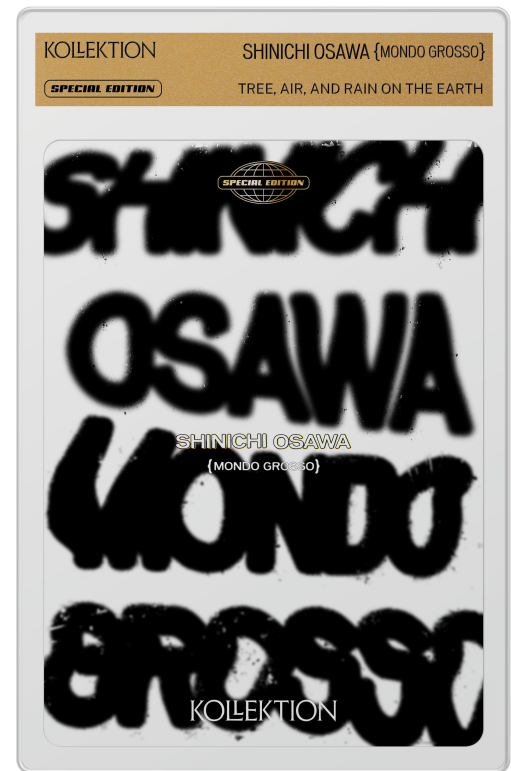 KOLLEKTION
SHINICHI OSAWA {MONDO GROSSO}
SPECIAL EDITION
TREE, AIR, AND RAIN ON THE EARTH
SHINICHI
SPECIAL EDITION
OSAWA
SHINICHI OSAWA
{MONDO GROSSO}
MONDO
GROSSO
KOLLEKTION